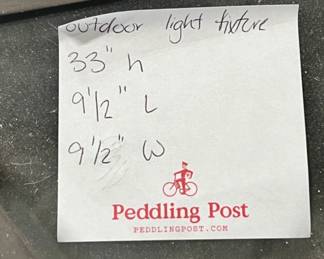 outdoor light fixture
33" h
9 1/2" L
9 1/2" W
Peddling Post
PEDDLINGPOST.COM